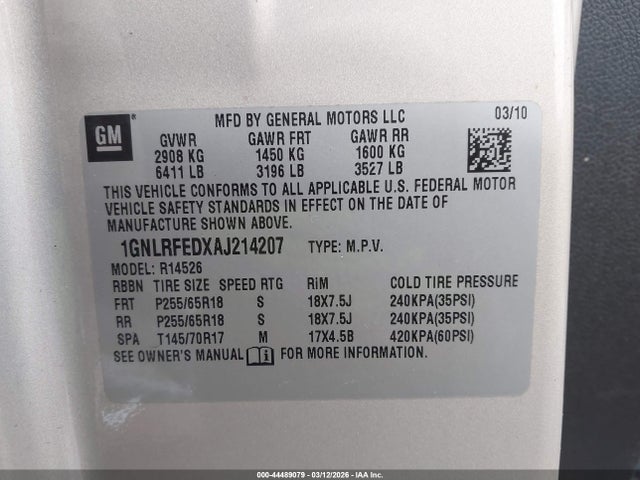 GM
MFD BY GENERAL MOTORS LLC 03/10
GVWR GAWR FRT GAWR RR
2908 KG 1450 KG 1600 KG
6411 LB 3196 LB 3527 LB
THIS VEHICLE CONFORMS TO ALL APPLICABLE U.S. FEDERAL MOTOR
VEHICLE SAFETY STANDARDS IN EFFECT ON THE DATE OF
MANUFACTURE SHOWN ABOVE.
1GNLRFEDXAJ214207 TYPE: M.P.V.
MODEL: R14526
RBBN TIRE SIZE SPEED RTG RiM COLD TIRE PRESSURE
FRT P255/65R18 S 18X7.5J 240KPA(35PSI)
RR P255/65R18 S 18X7.5J 240KPA(35PSI)
SPA T145/70R17 M 17X4.5B 420KPA(60PSI)
SEE OWNER'S MANUAL FOR MORE INFORMATION.
000-44489079 - 03/12/2026 - IAA Inc.